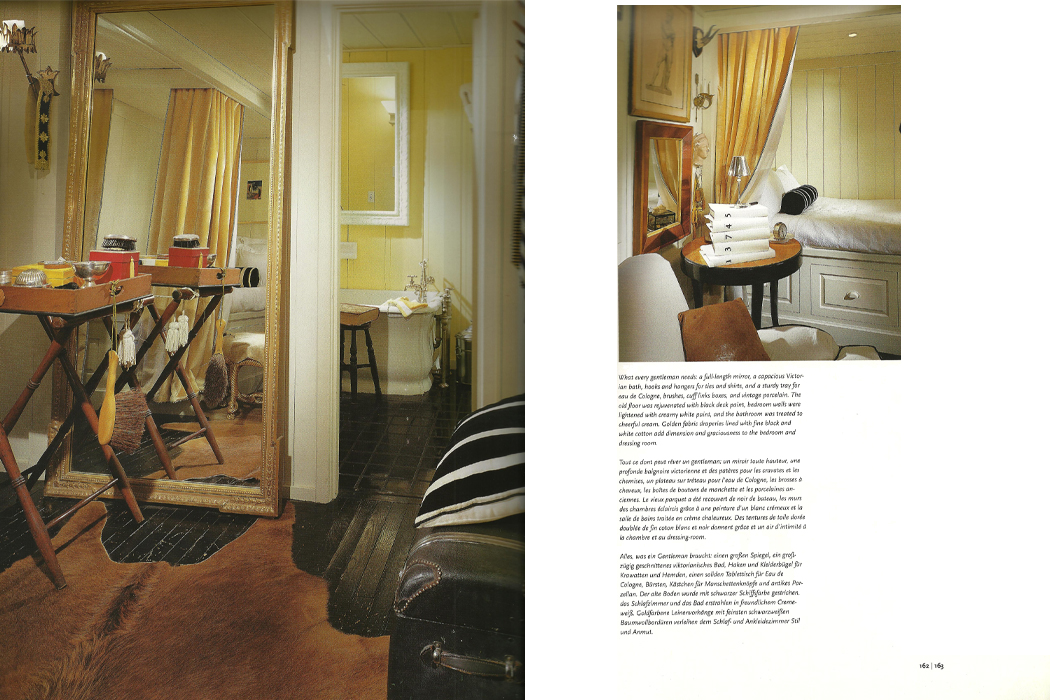 1 3 7 4 5
What every gentleman needs: a full-length mirror, a capacious Victor-
ian bath, hooks and hangers for ties and shirts, and a sturdy tray for
eau de Cologne, brushes, cufflinks boxes, and vintage porcelain. The
old floor was rejuvenated with black deck paint, bedroom walls were
lightened with creamy white paint, and the bathroom was treated to
cheerful cream. Golden fabric draperies lined with fine black and
white cotton add dimension and graciousness to the bedroom and
dressing room.
Tout ce dont peut rêver un gentleman: un miroir toute hauteur, une
profonde baignoire victorienne et des patères pour les cravates et les
chemises, un plateau sur tréteau pour l'eau de Cologne, les brosses à
cheveux, les boîtes de boutons de manchette et les porcelaines an-
ciennes. Le vieux parquet a été recouvert de noir de bateau, les murs
des chambres éclaircis grâce à une peinture d'un blanc crémeux et la
salle de bains traitée en crème chaleureux. Des tentures de toile dorée
doublée de fin coton blanc et noir donnent grâce et un air d'intimité à
la chambre et au dressing-room.
Alles, was ein Gentleman braucht: einen großen Spiegel, ein groß-
zügig geschnittenes viktorianisches Bad, Haken und Kleiderbügel für
Krawatten und Hemden, einen soliden Tabletttisch für Eau de
Cologne, Bürsten, Kästchen für Manschettenknöpfe und antikes Por-
zellan. Der alte Boden wurde mit schwarzer Schiffsfarbe gestrichen,
das Schlafzimmer und das Bad erstrahlen in freundlichem Creme-
weiß. Goldfarbene Leinenvorhänge mit feinsten schwarzweißen
Baumwollbordüren verleihen dem Schlaf- und Ankleidezimmer Stil
und Anmut.
162 | 163